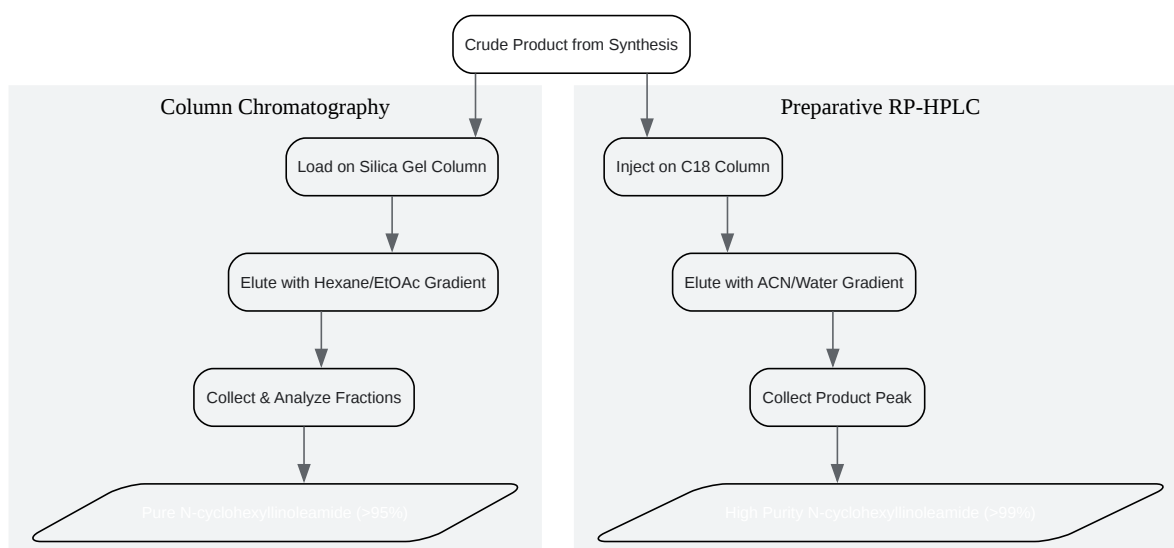 Crude Product from Synthesis
Column Chromatography
Load on Silica Gel Column
Elute with Hexane/EtOAc Gradient
Collect & Analyze Fractions
Pure N-cyclohexyllinoleamide (>95%)
Preparative RP-HPLC
Inject on C18 Column
Elute with ACN/Water Gradient
Collect Product Peak
High Purity N-cyclohexyllinoleamide (>99%)